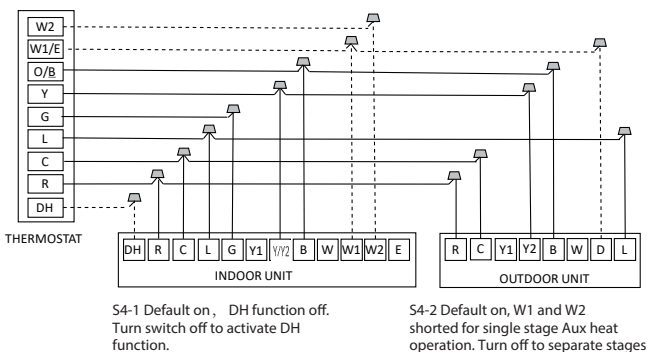 W2
W1/E
O/B
Y
G
L
C
R
DH
THERMOSTAT
DH R C L G Y1 Y/Y2 B W W1 W2 E
INDOOR UNIT
R C Y1 Y2 B W D L
OUTDOOR UNIT
S4-1 Default on , DH function off.
Turn switch off to activate DH
function.
S4-2 Default on, W1 and W2
shorted for single stage Aux heat
operation. Turn off to separate stages